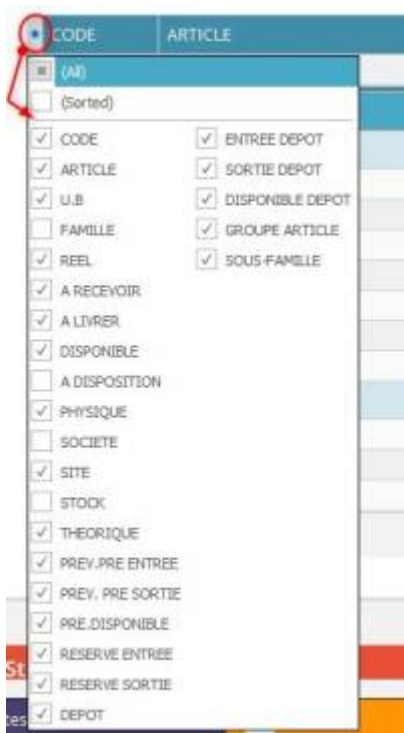 CODE ARTICLE
(All)
(Sorted)
CODE
ARTICLE
U.B
FAMILLE
REEL
A RECEVOIR
A LIVRER
DISPONIBLE
A DISPOSITION
PHYSIQUE
SOCIETE
SITE
STOCK
THEORIQUE
PREV.PRE ENTREE
PREV. PRE SORTIE
PRE.DISPONIBLE
RESERVE ENTREE
RESERVE SORTIE
DEPOT
ENTREE DEPOT
SORTIE DEPOT
DISPONIBLE DEPOT
GROUPE ARTICLE
SOUS-FAMILLE
St
tes